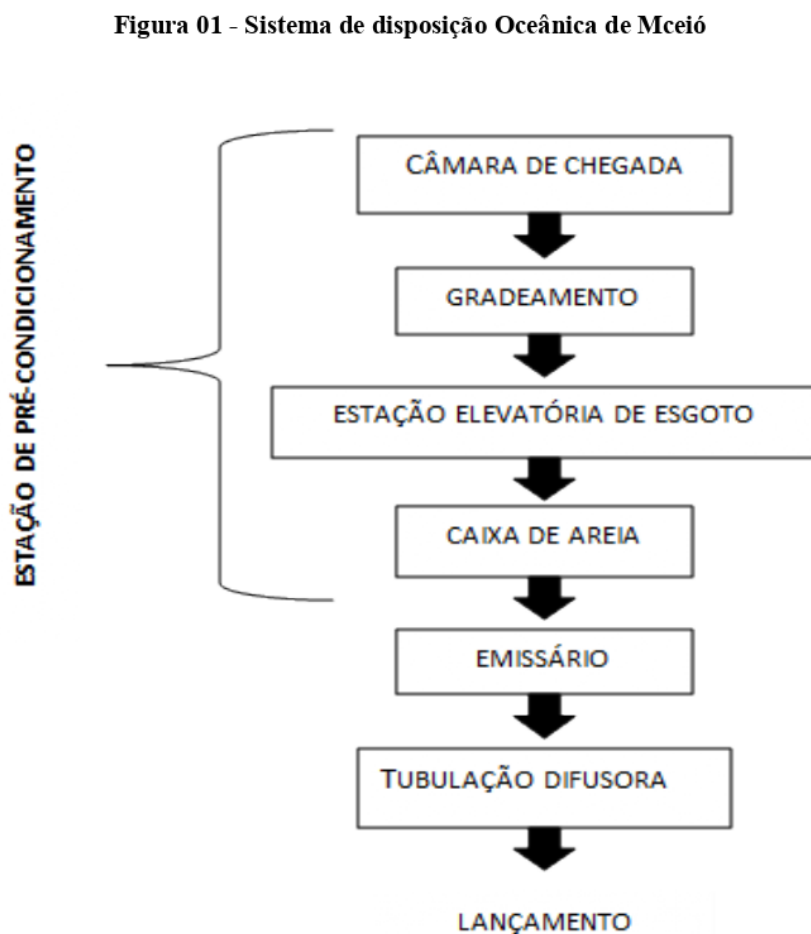 Figura 01 - Sistema de disposição Oceânica de Mceió
ESTAÇÃO DE PRÉ-CONDICIONAMENTO
CÂMARA DE CHEGADA
GRADEAMENTO
ESTAÇÃO ELEVATÓRIA DE ESGOTO
CAIXA DE AREIA
EMISSÁRIO
TUBULAÇÃO DIFUSORA
LANÇAMENTO